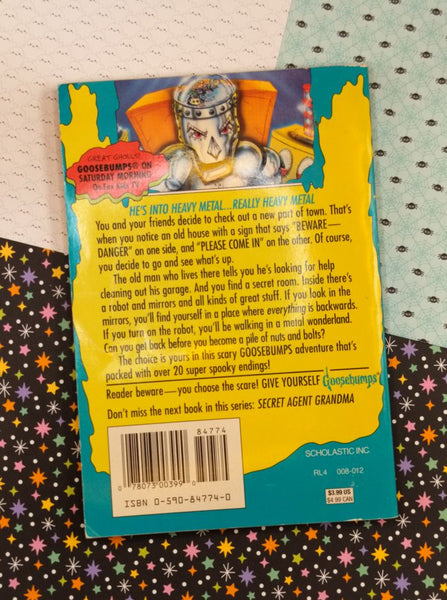 GREAT GHOULS!
GOOSEBUMPS® ON
SATURDAY MORNING
On Fox Kids TV!
HE'S INTO HEAVY METAL...REALLY HEAVY METAL
You and your friends decide to check out a new part of town. That's
when you notice an old house with a sign that says "BEWARE—
DANGER" on one side, and "PLEASE COME IN" on the other. Of course,
you decide to go and see what's up.
The old man who lives there tells you he's looking for help
cleaning out his garage. And you find a secret room. Inside there's
a robot and mirrors and all kinds of great stuff. If you look in the
mirrors, you'll find yourself in a place where everything is backwards.
If you turn on the robot, you'll be walking in a metal wonderland.
Can you get back before you become a pile of nuts and bolts?
The choice is yours in this scary GOOSEBUMPS adventure that's
packed with over 20 super spooky endings!
Reader beware—you choose the scare! GIVE YOURSELF Goosebumps®
Don't miss the next book in this series: SECRET AGENT GRANDMA
84774
0 78073 00399 0
ISBN 0-590-84774-0
SCHOLASTIC INC
RL4 008-012
$3.99 US
$4.99 CAN